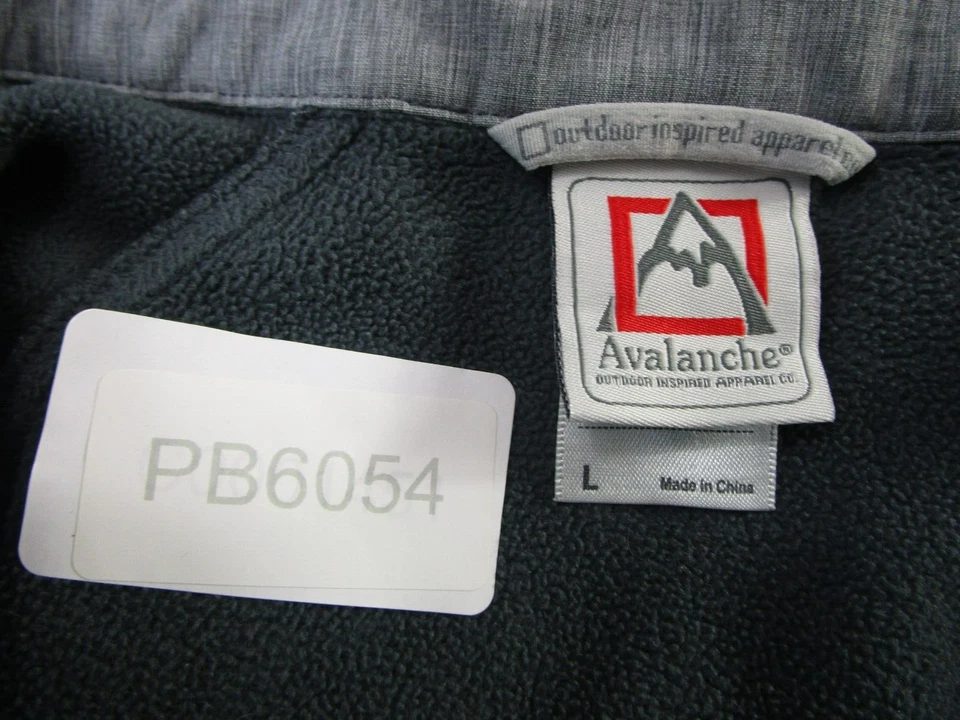 outdoor inspired apparel
Avalanche®
OUTDOOR INSPIRED APPAREL CO.
PB6054
L Made in China